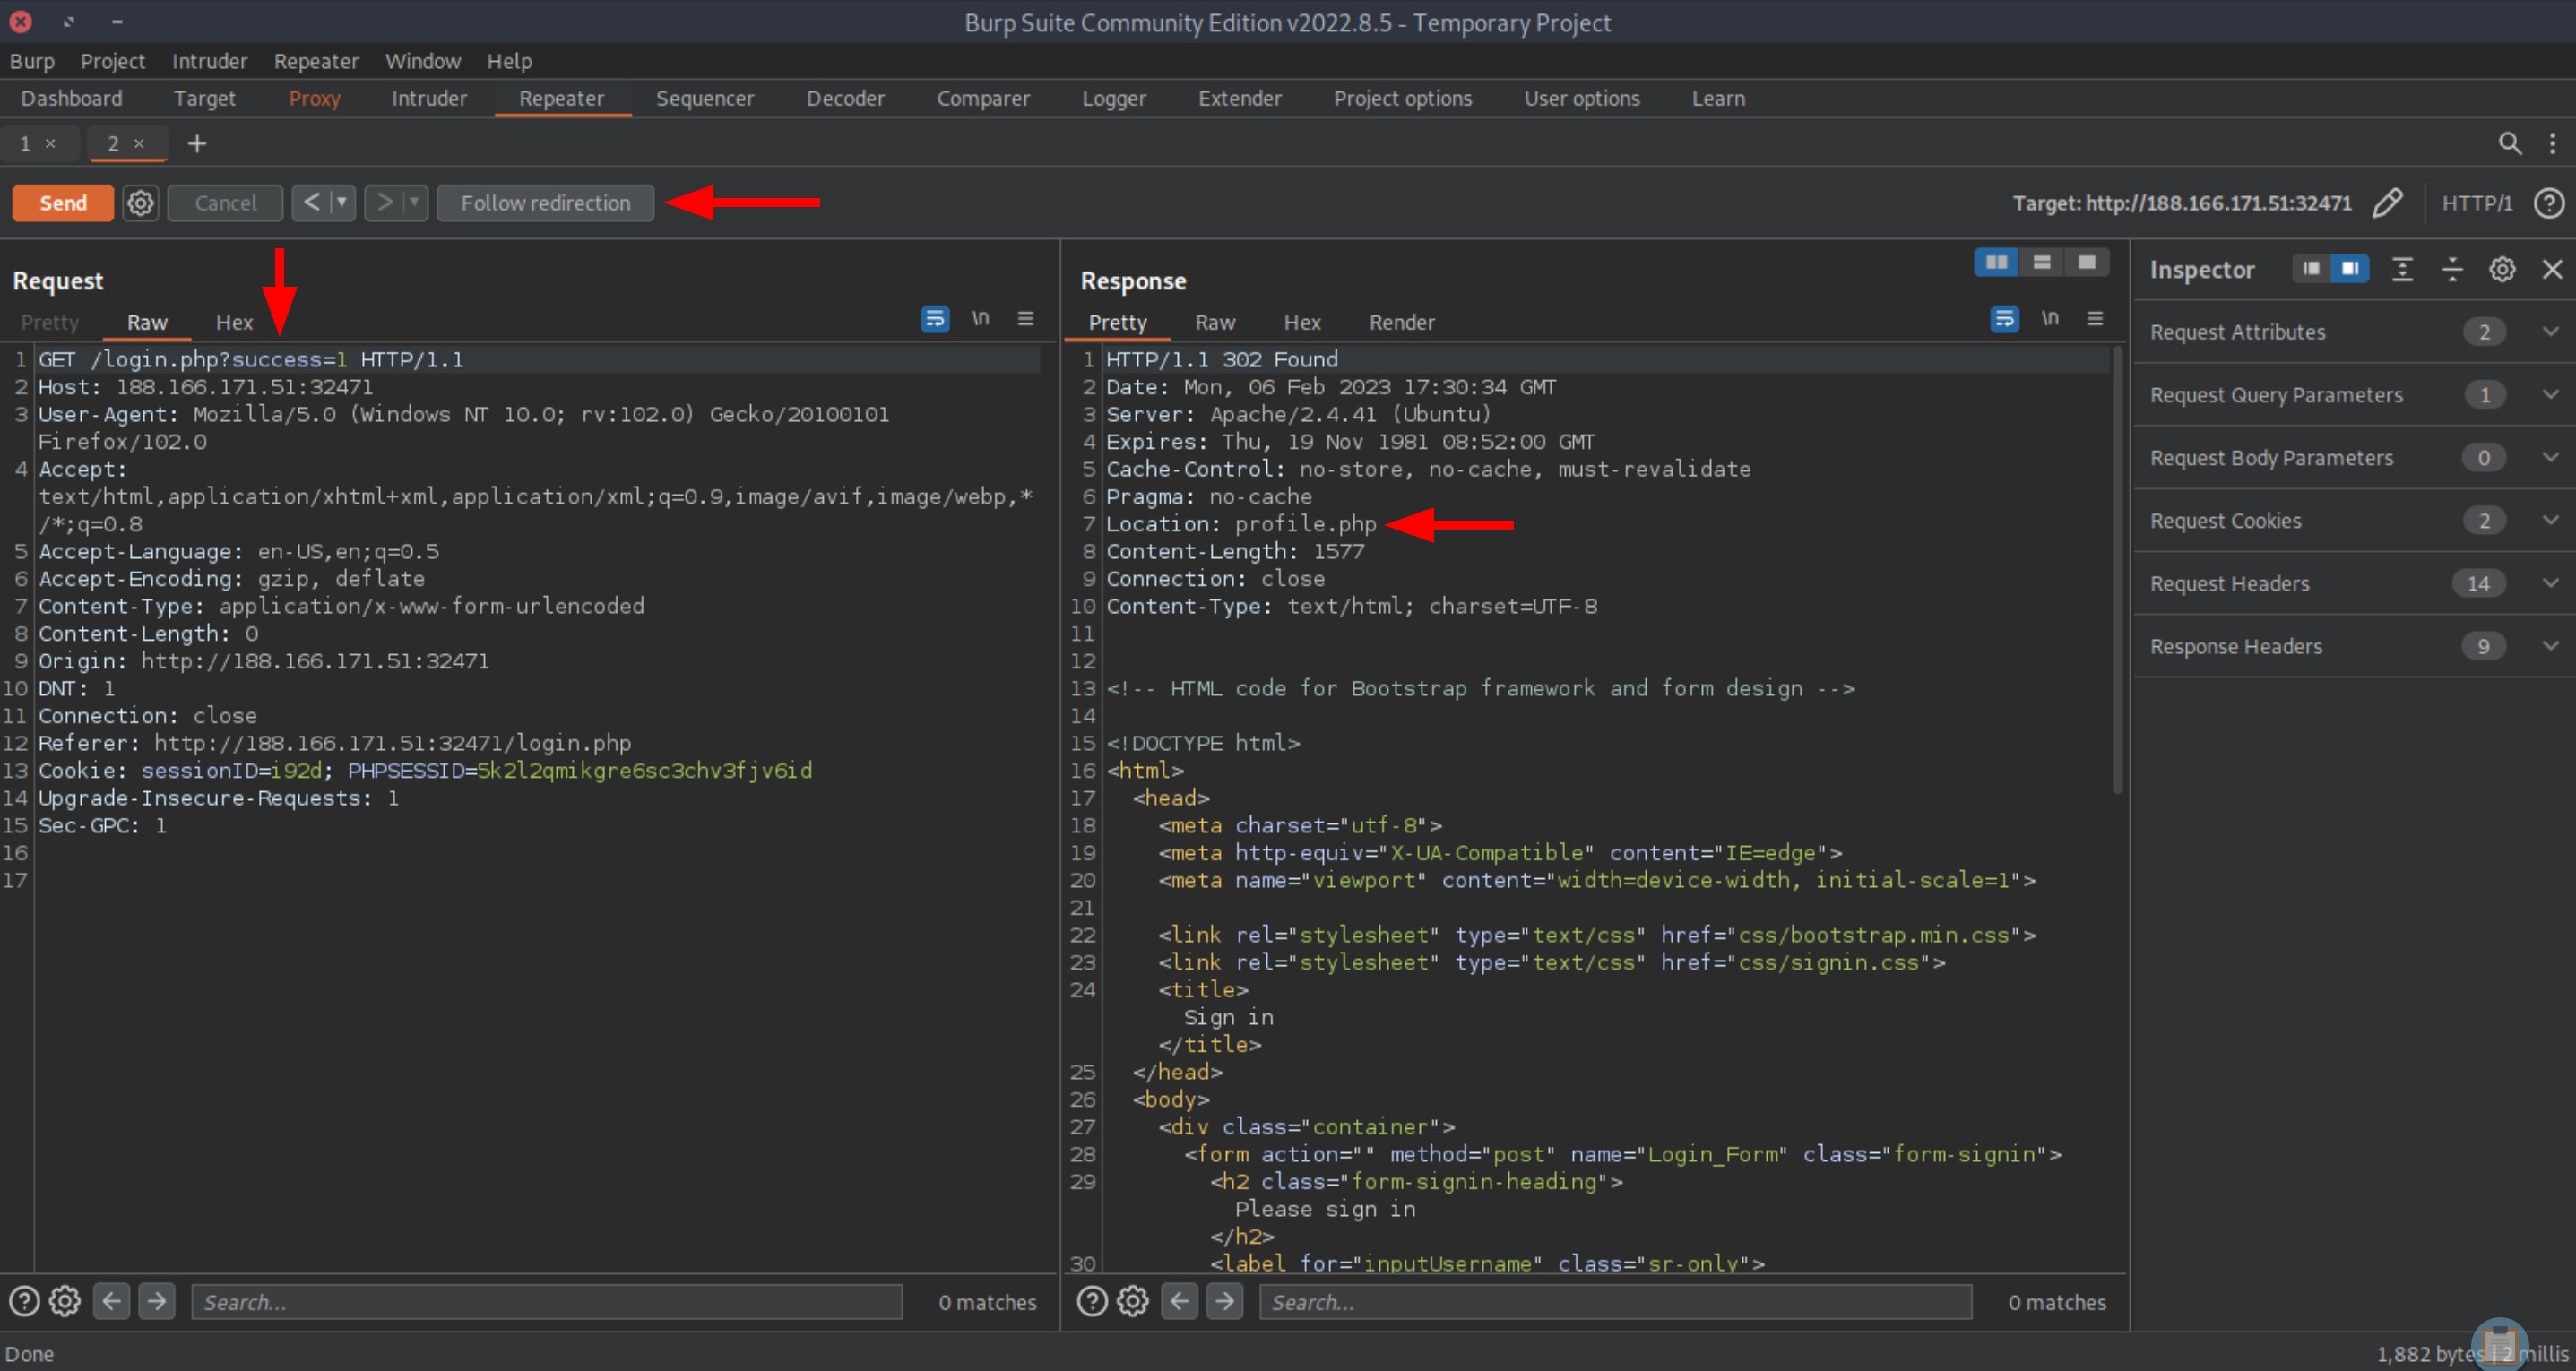 Burp Suite Community Edition v2022.8.5 - Temporary Project
Burp Project Intruder Repeater Window Help
Dashboard Target Proxy Intruder Repeater Sequencer Decoder Comparer Logger Extender Project options User options Learn
1 × 2 × +
Send Cancel < > Follow redirection Target: http://188.166.171.51:32471 HTTP/1 ?
Request
Pretty Raw Hex \n
1 GET /login.php?success=1 HTTP/1.1
2 Host: 188.166.171.51:32471
3 User-Agent: Mozilla/5.0 (Windows NT 10.0; rv:102.0) Gecko/20100101
Firefox/102.0
4 Accept:
text/html,application/xhtml+xml,application/xml;q=0.9,image/avif,image/webp,*
/*;q=0.8
5 Accept-Language: en-US,en;q=0.5
6 Accept-Encoding: gzip, deflate
7 Content-Type: application/x-www-form-urlencoded
8 Content-Length: 0
9 Origin: http://188.166.171.51:32471
10 DNT: 1
11 Connection: close
12 Referer: http://188.166.171.51:32471/login.php
13 Cookie: sessionID=i92d; PHPSESSID=5k2l2qmikgre6sc3chv3fjv6id
14 Upgrade-Insecure-Requests: 1
15 Sec-GPC: 1
16
17
Search... 0 matches
Response
Pretty Raw Hex Render \n
1 HTTP/1.1 302 Found
2 Date: Mon, 06 Feb 2023 17:30:34 GMT
3 Server: Apache/2.4.41 (Ubuntu)
4 Expires: Thu, 19 Nov 1981 08:52:00 GMT
5 Cache-Control: no-store, no-cache, must-revalidate
6 Pragma: no-cache
7 Location: profile.php
8 Content-Length: 1577
9 Connection: close
10 Content-Type: text/html; charset=UTF-8
11
12
13 <!-- HTML code for Bootstrap framework and form design -->
14
15 <!DOCTYPE html>
16 <html>
17 <head>
18 <meta charset="utf-8">
19 <meta http-equiv="X-UA-Compatible" content="IE=edge">
20 <meta name="viewport" content="width=device-width, initial-scale=1">
21
22 <link rel="stylesheet" type="text/css" href="css/bootstrap.min.css">
23 <link rel="stylesheet" type="text/css" href="css/signin.css">
24 <title>
Sign in
</title>
25 </head>
26 <body>
27 <div class="container">
28 <form action="" method="post" name="Login_Form" class="form-signin">
29 <h2 class="form-signin-heading">
Please sign in
</h2>
30 <label for="inputUsername" class="sr-only">
Search... 0 matches
Inspector
Request Attributes 2
Request Query Parameters 1
Request Body Parameters 0
Request Cookies 2
Request Headers 14
Response Headers 9
Done
1,882 bytes | 2 millis